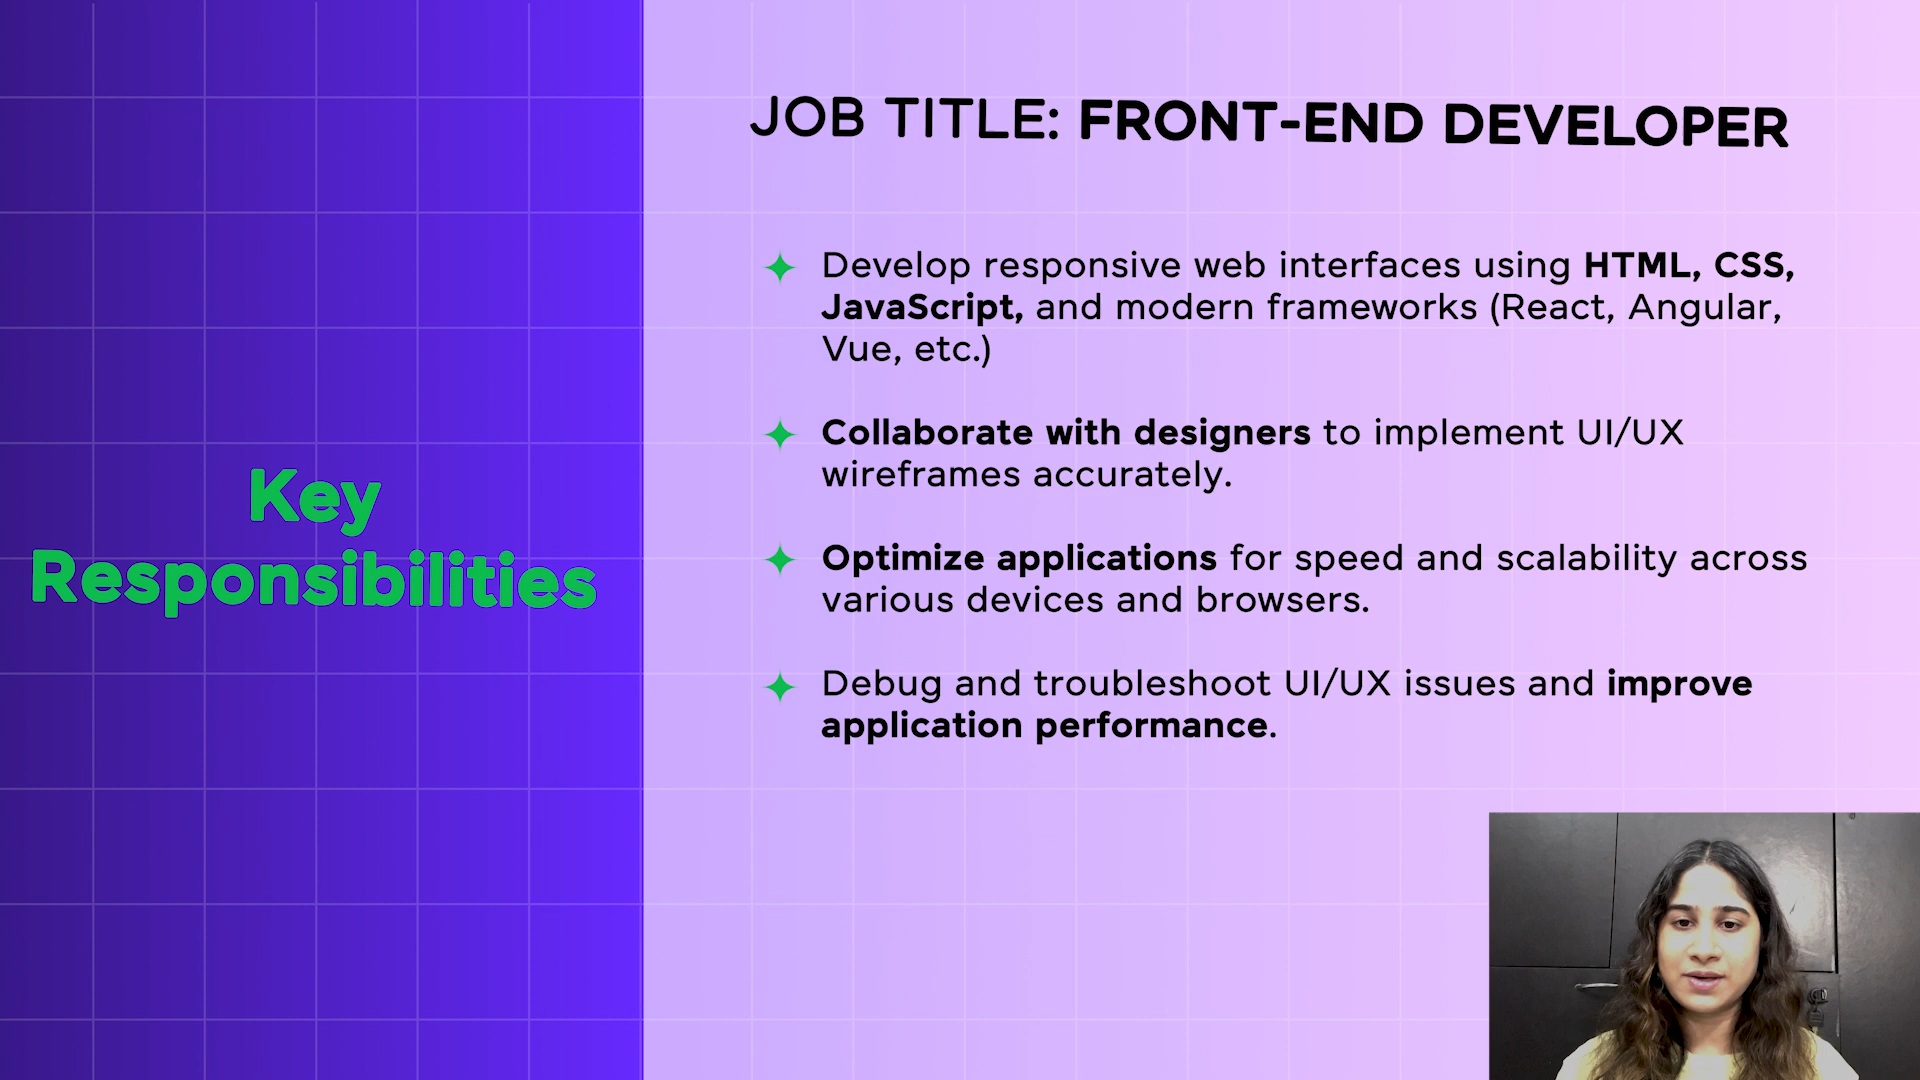 Key
Responsibilities
JOB TITLE: FRONT-END DEVELOPER
Develop responsive web interfaces using HTML, CSS,
JavaScript, and modern frameworks (React, Angular,
Vue, etc.)
Collaborate with designers to implement UI/UX
wireframes accurately.
Optimize applications for speed and scalability across
various devices and browsers.
Debug and troubleshoot UI/UX issues and improve
application performance.